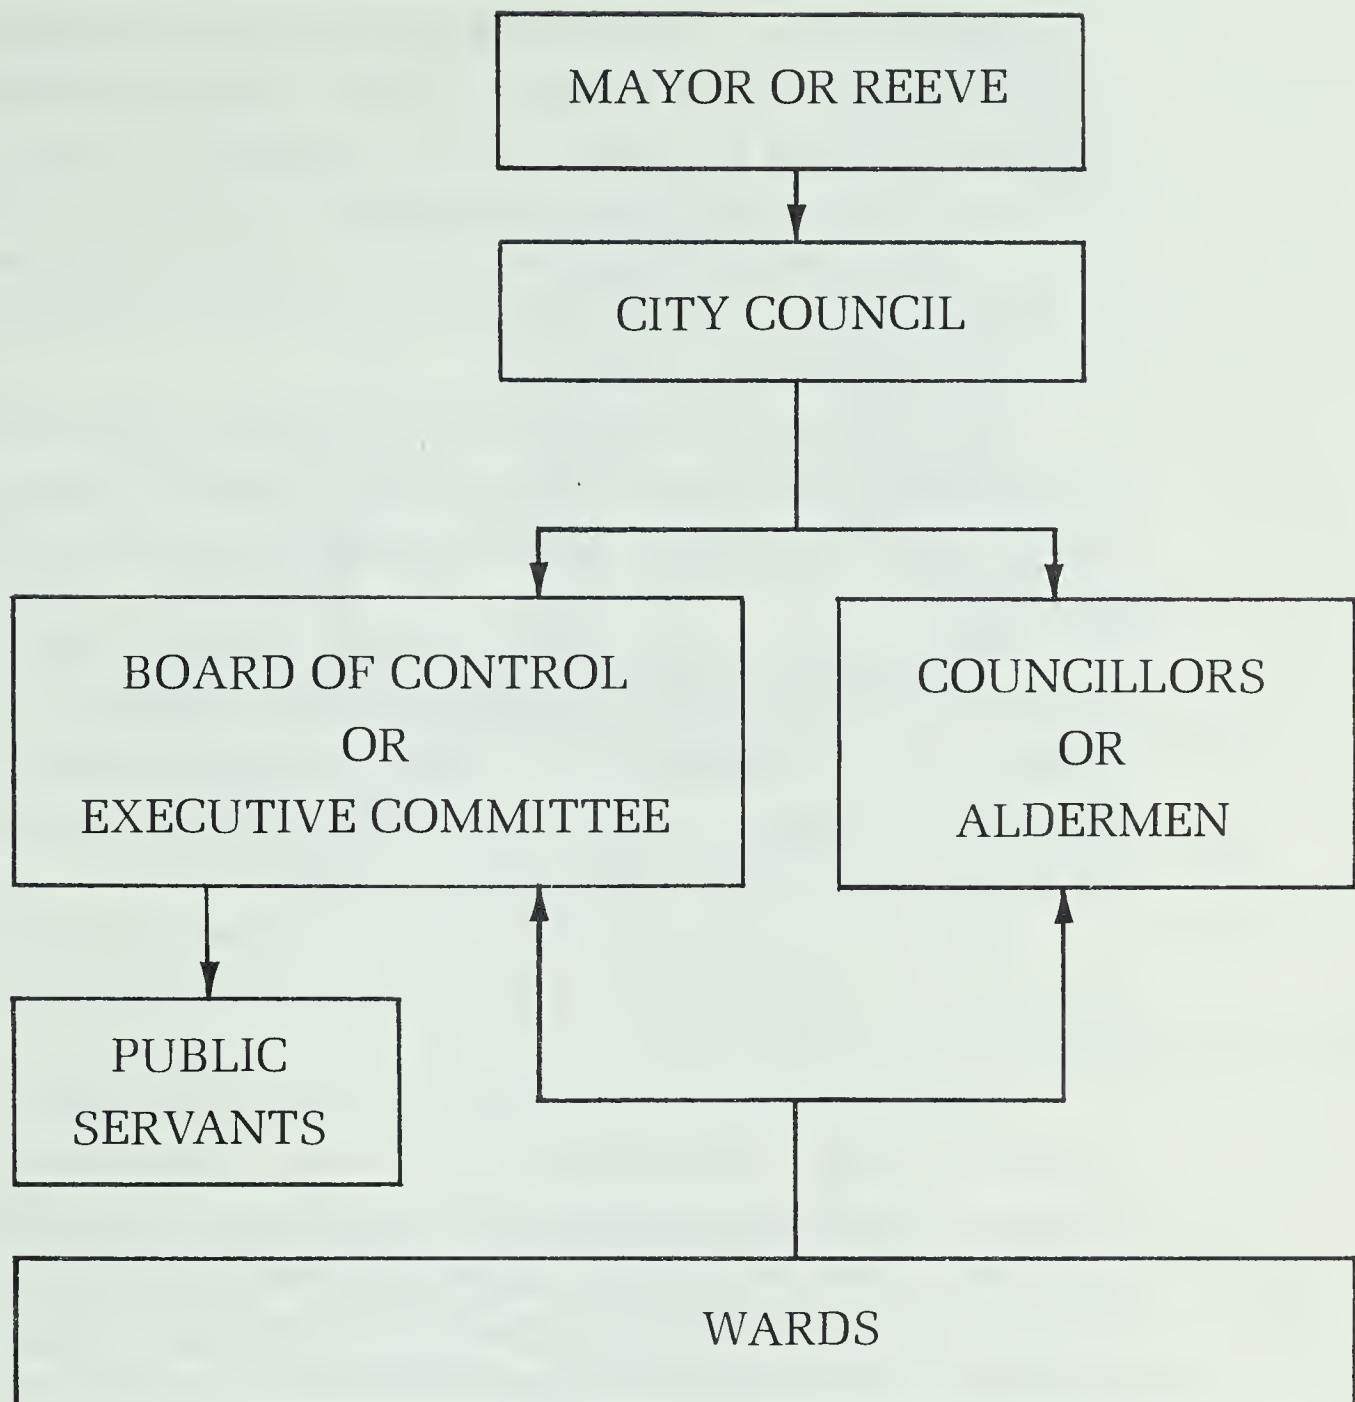 MAYOR OR REEVE
CITY COUNCIL
BOARD OF CONTROL
OR
EXECUTIVE COMMITTEE
COUNCILLORS
OR
ALDERMEN
PUBLIC
SERVANTS
WARDS